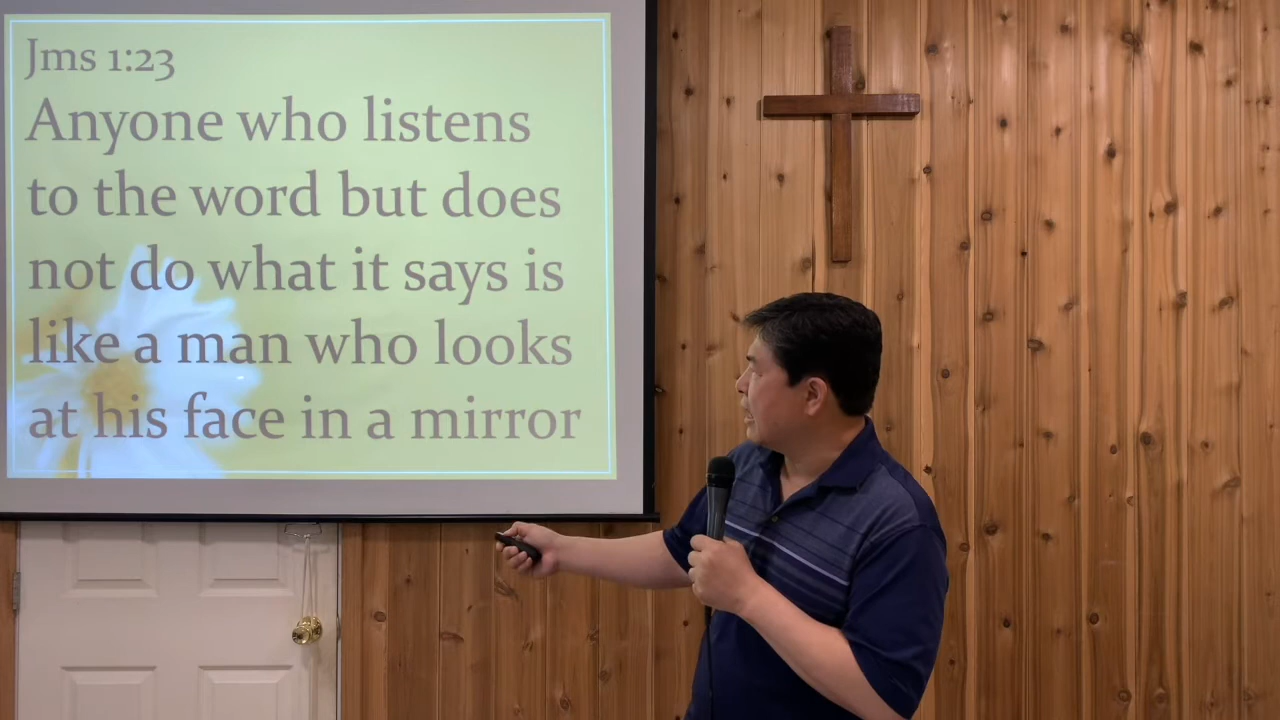 Jms 1:23
Anyone who listens
to the word but does
not do what it says is
like a man who looks
at his face in a mirror